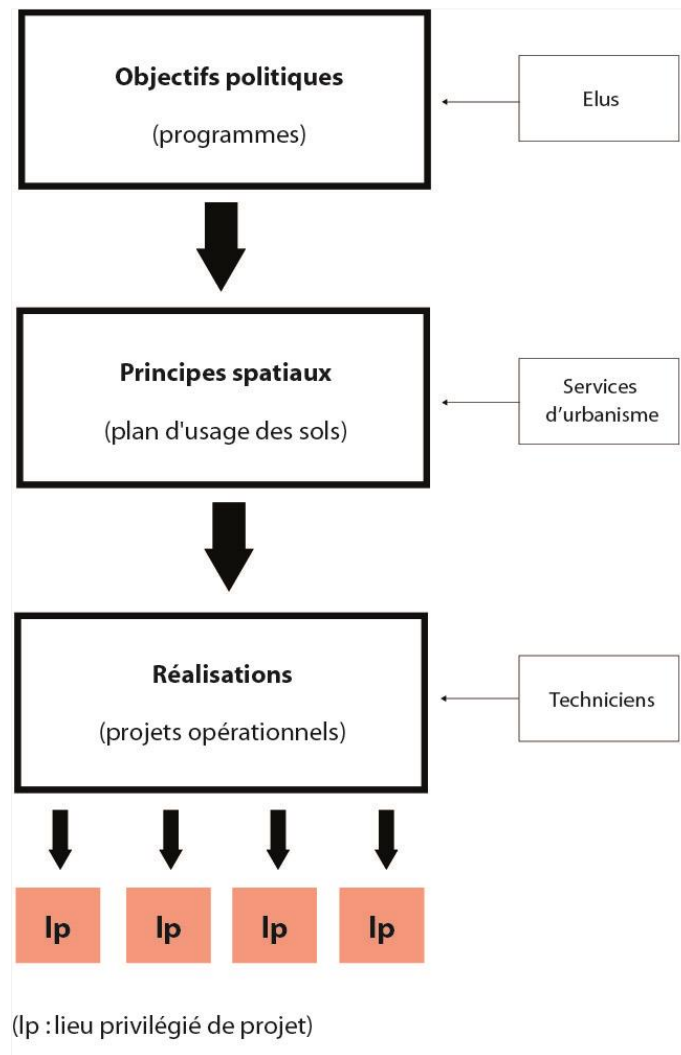 Objectifs politiques
(programmes)
Elus
Principes spatiaux
(plan d'usage des sols)
Services
d’urbanisme
Réalisations
(projets opérationnels)
Techniciens
lp lp lp lp
(lp : lieu privilégié de projet)